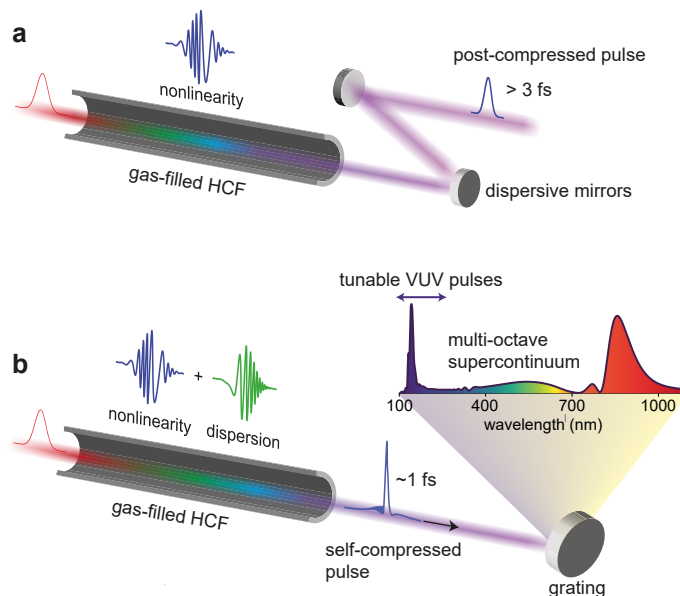 a
nonlinearity
gas-filled HCF
post-compressed pulse
> 3 fs
dispersive mirrors
b
nonlinearity
+
dispersion
gas-filled HCF
tunable VUV pulses
multi-octave
supercontinuum
100 400 700 1000
wavelength (nm)
~1 fs
self-compressed
pulse
grating